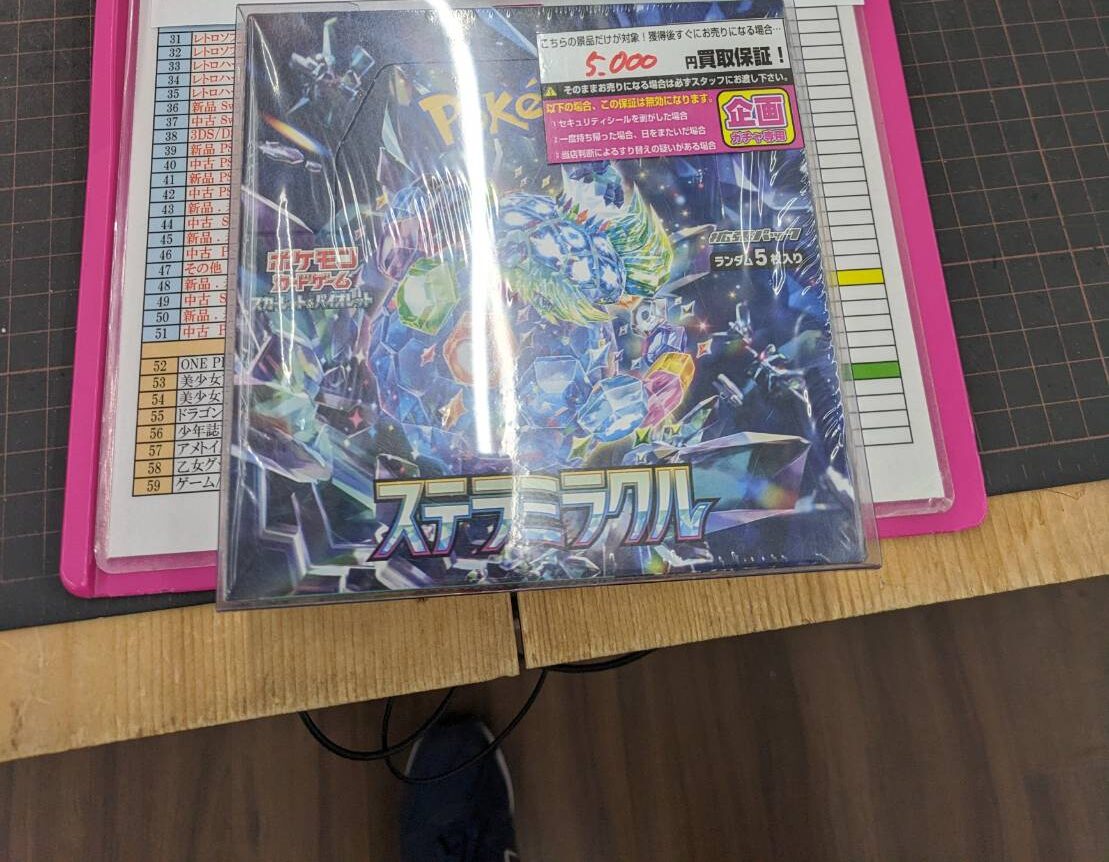 31 レトロソフ
32 レトロソフ
33 レトロハー
34 レトロハー
35 レトロハー
36 新品 Sw
37 中古 Sw
38 3DS/D
39 新品 PS
40 中古 PS
41 新品 PS
42 中古 PS
43 新品
44 中古 S
45 新品
46 中古
47 その他
48 新品
49 中古 S
50 新品
51 中古
52 ONE P
53 美少女
54 美少女
55 ドラゴン
56 少年誌
57 アメトイ
58 乙女ゲ
59 ゲーム/
こちらの景品だけが対象!獲得後すぐにお売りになる場合…
5,000円買取保証!
そのままお売りになる場合は必ずスタッフにお渡し下さい。
以下の場合、この保証は無効になります。
セキュリティシールを剥がした場合
一度持ち帰った場合、日をまたいだ場合
当店判断によるすり替えの疑いがある場合
企画
ガチャ専用
Poké
拡張パック
ランダム5枚入り
ポケモン
カードゲーム
スカーレット&バイオレット
ステラミラクル